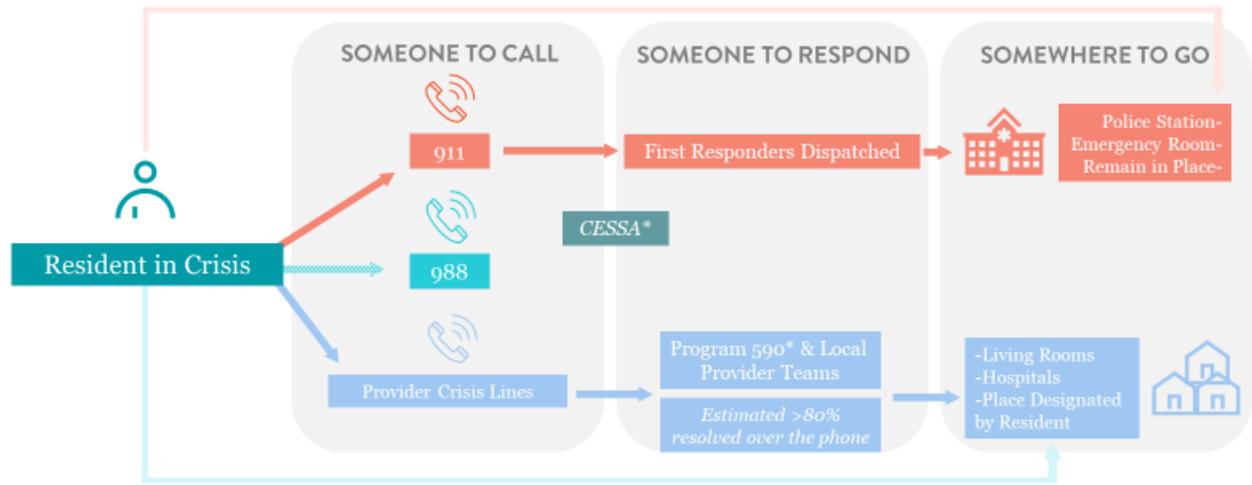 SOMEONE TO CALL
SOMEONE TO RESPOND
SOMEWHERE TO GO
911
First Responders Dispatched
Police Station-
Emergency Room-
Remain in Place-
CESSA*
Resident in Crisis
988
Provider Crisis Lines
Program 590* & Local
Provider Teams
Estimated >80%
resolved over the phone
-Living Rooms
-Hospitals
-Place Designated
by Resident